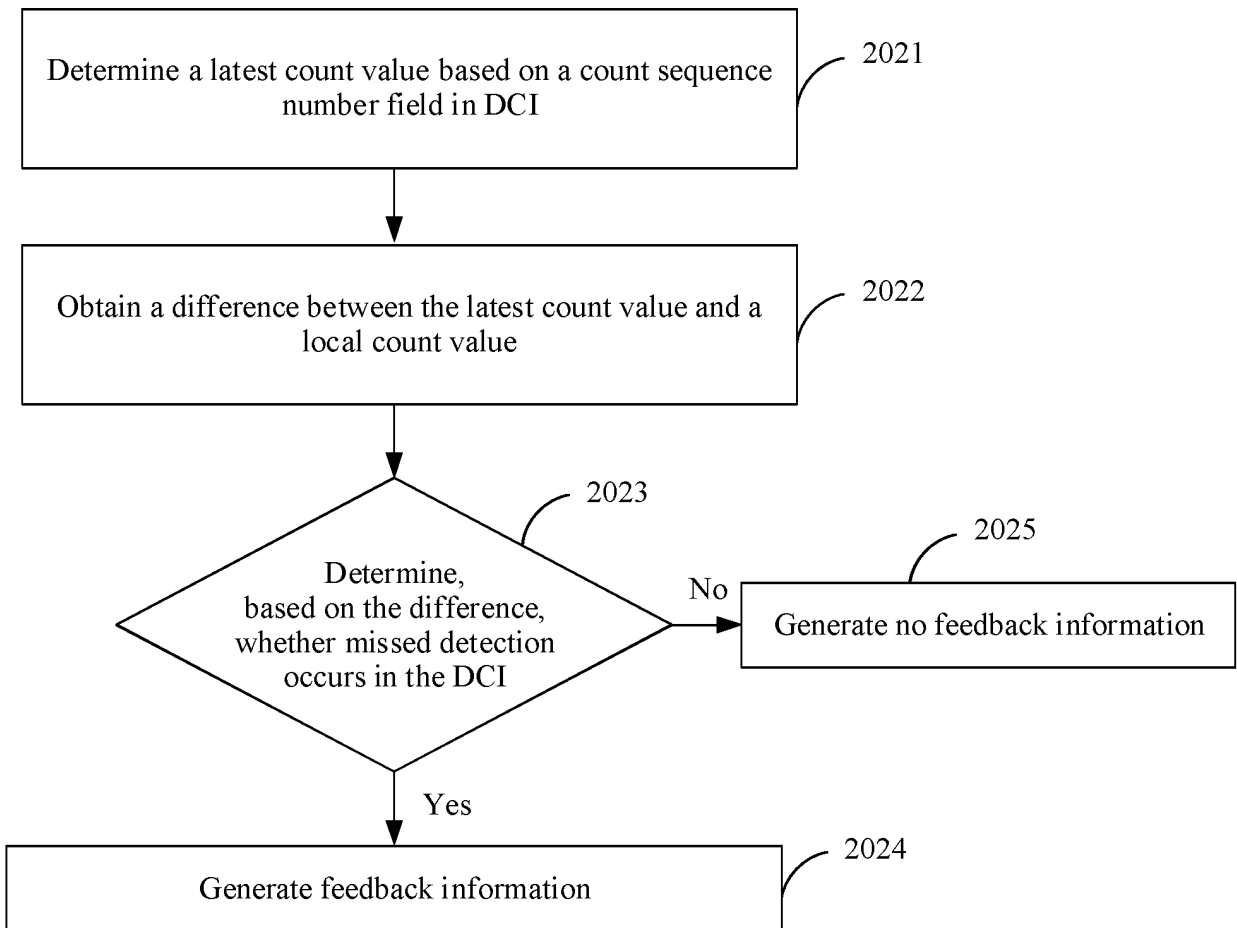 Determine a latest count value based on a count sequence
number field in DCI
2021
Obtain a difference between the latest count value and a
local count value
2022
2023
Determine,
based on the difference,
whether missed detection
occurs in the DCI
No
2025
Generate no feedback information
Yes
2024
Generate feedback information